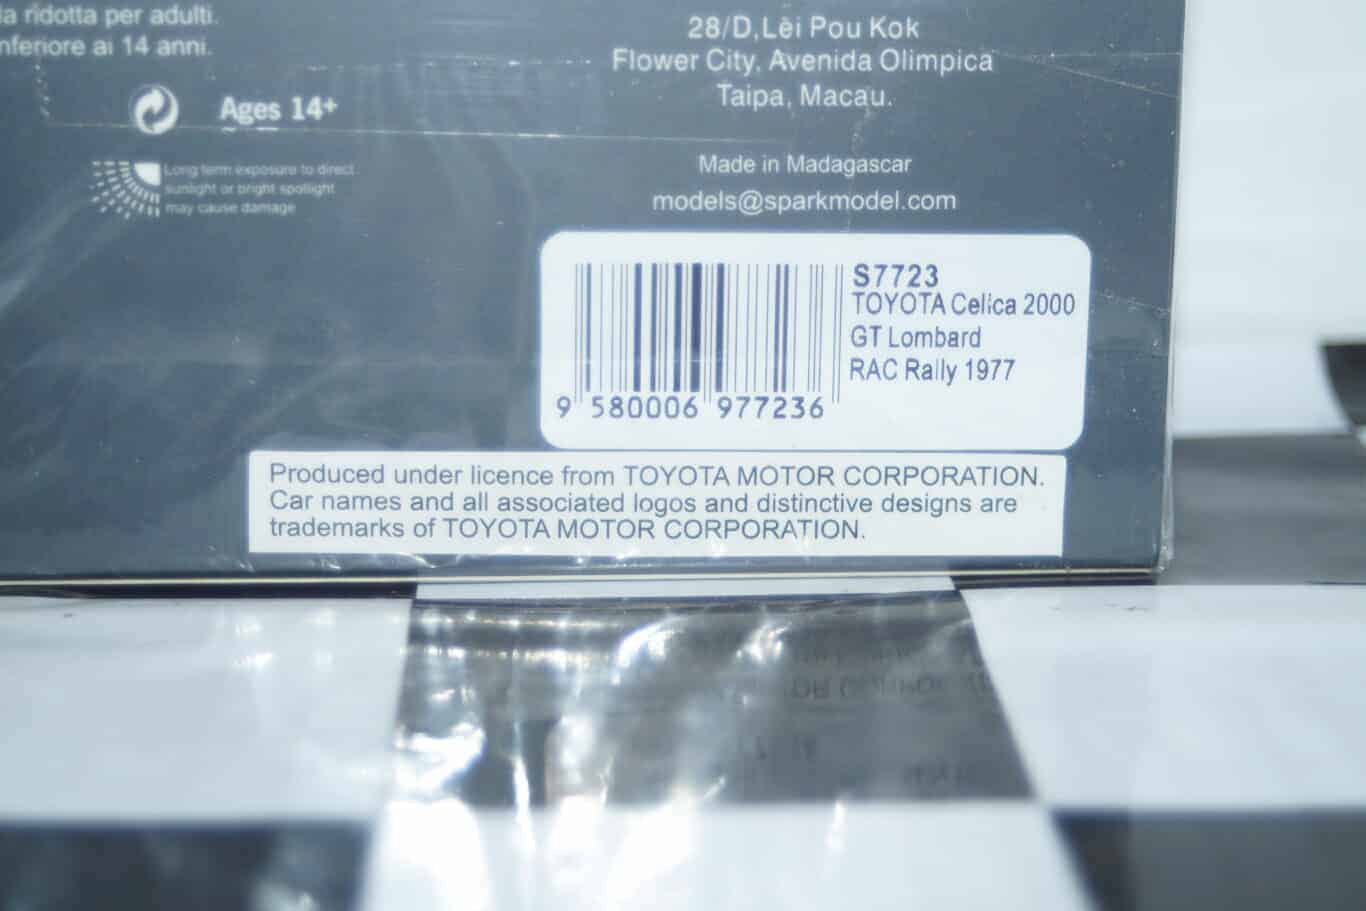 la ridotta per adulti.
inferiore ai 14 anni.
Ages 14+
Long term exposure to direct
sunlight or bright spotlight
may cause damage
28/D,Lèi Pou Kok
Flower City, Avenida Olimpica
Taipa, Macau.
Made in Madagascar
models@sparkmodel.com
S7723
TOYOTA Celica 2000
GT Lombard
RAC Rally 1977
9 580006 977236
Produced under licence from TOYOTA MOTOR CORPORATION.
Car names and all associated logos and distinctive designs are
trademarks of TOYOTA MOTOR CORPORATION.